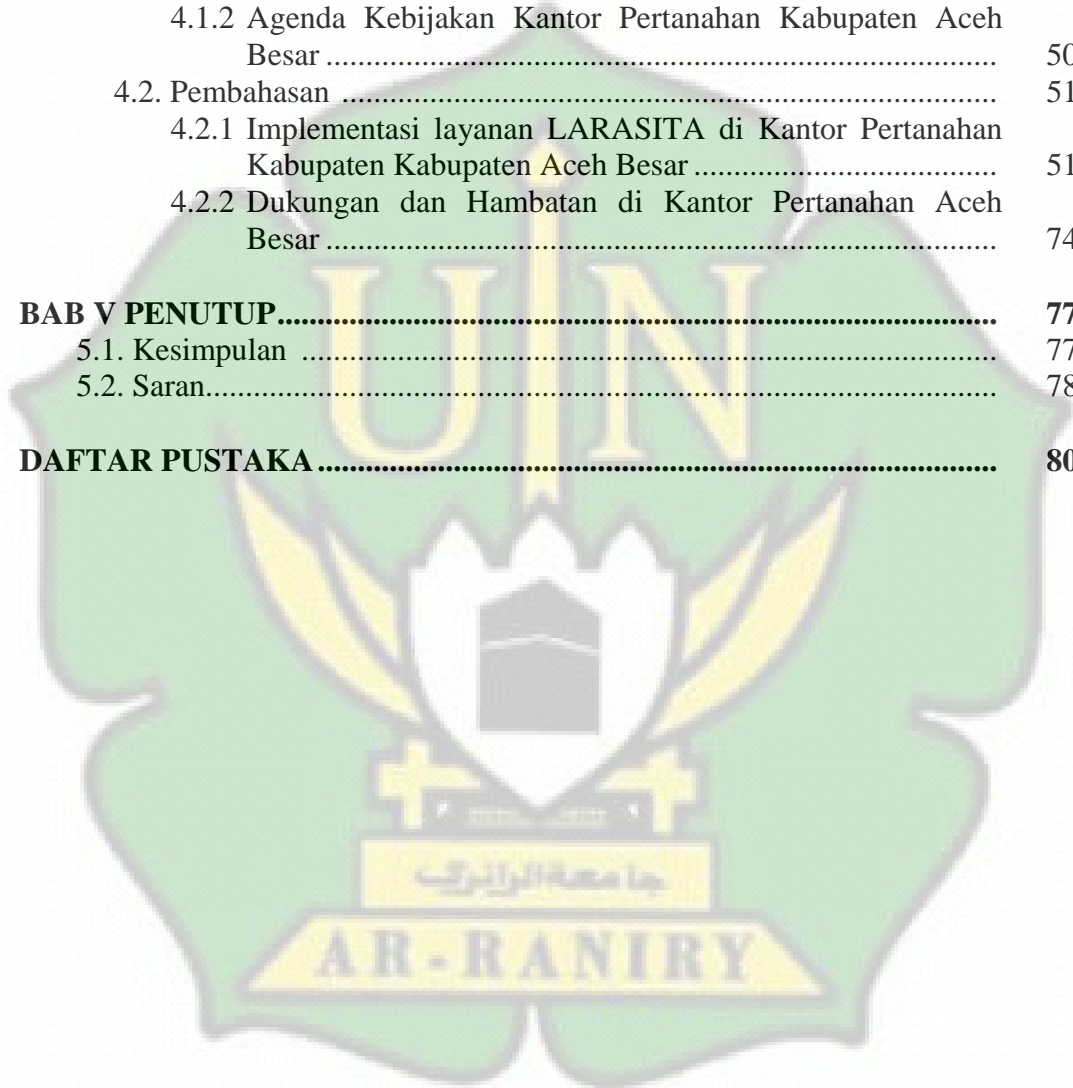 4.1.2 Agenda Kebijakan Kantor Pertanahan Kabupaten Aceh
Besar ........................................................................ 50
4.2. Pembahasan ........................................................................ 51
4.2.1 Implementasi layanan LARASITA di Kantor Pertanahan
Kabupaten Kabupaten Aceh Besar ................................. 51
4.2.2 Dukungan dan Hambatan di Kantor Pertanahan Aceh
Besar ........................................................................ 74
BAB V PENUTUP ........................................................................ 77
5.1. Kesimpulan ........................................................................ 77
5.2. Saran ........................................................................ 78
DAFTAR PUSTAKA ........................................................................ 80
UIN
جامعة الرانري
AR-RANIRY